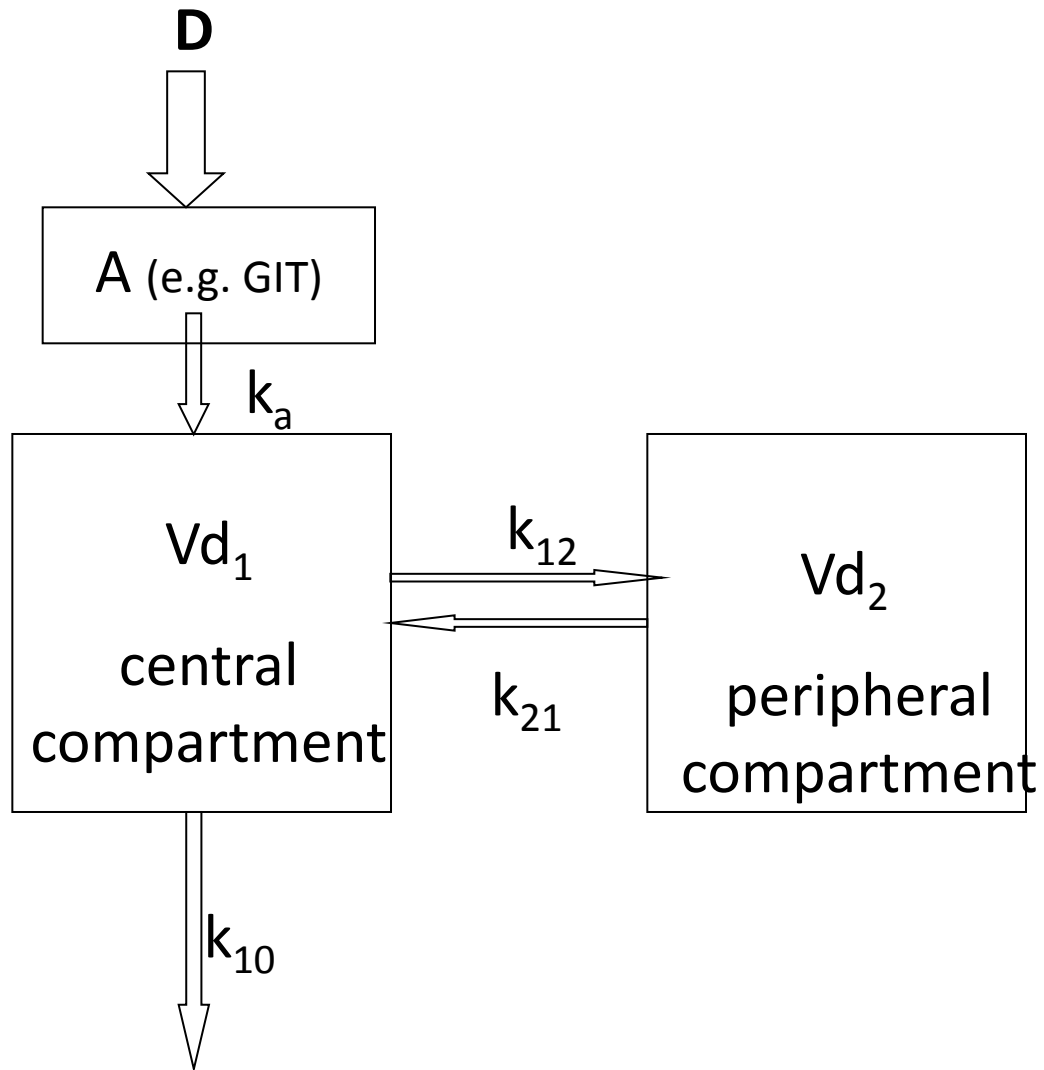 D
A (e.g. GIT)
kₐ
Vd₁
central
compartment
k₁₂
k₂₁
Vd₂
peripheral
compartment
k₁₀